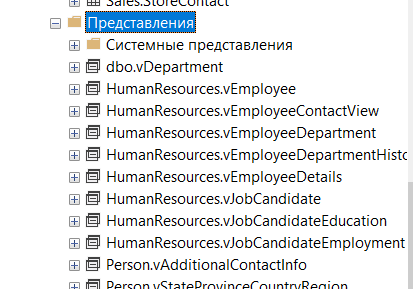 Sales.StoreContact
Представления
Системные представления
dbo.vDepartment
HumanResources.vEmployee
HumanResources.vEmployeeContactView
HumanResources.vEmployeeDepartment
HumanResources.vEmployeeDepartmentHisto
HumanResources.vEmployeeDetails
HumanResources.vJobCandidate
HumanResources.vJobCandidateEducation
HumanResources.vJobCandidateEmployment
Person.vAdditionalContactInfo
Person.vStateProvinceCountryRegion